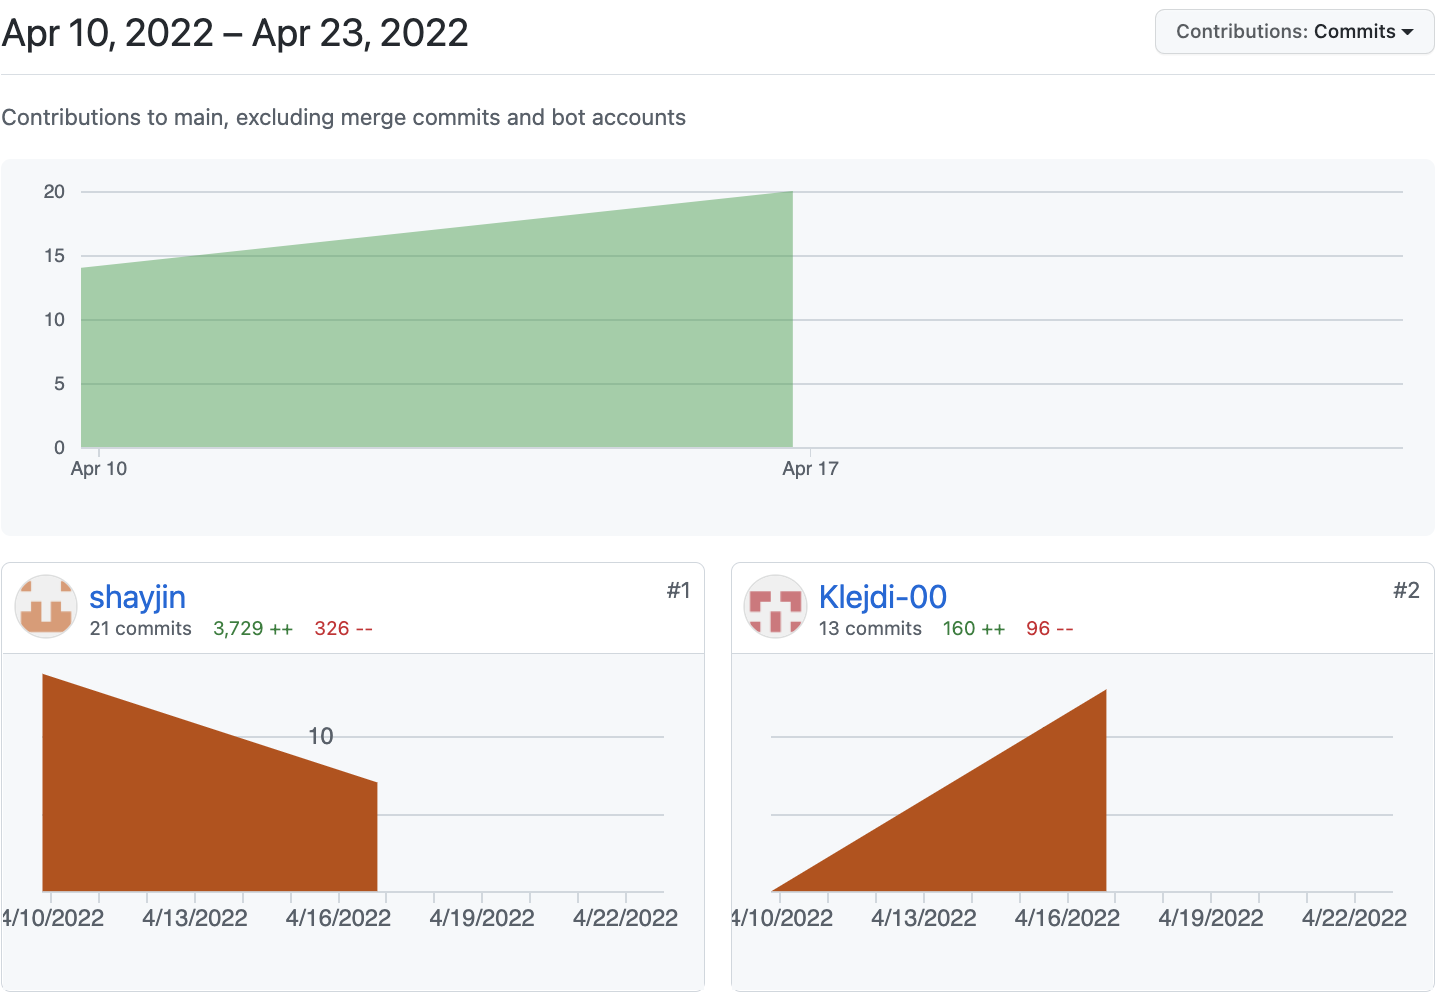 Apr 10, 2022 – Apr 23, 2022
Contributions: Commits
Contributions to main, excluding merge commits and bot accounts
20
15
10
5
0
Apr 10 Apr 17
shayjin #1
21 commits 3,729 ++ 326 --
10
4/10/2022 4/13/2022 4/16/2022 4/19/2022 4/22/2022
Klejdi-00 #2
13 commits 160 ++ 96 --
4/10/2022 4/13/2022 4/16/2022 4/19/2022 4/22/2022